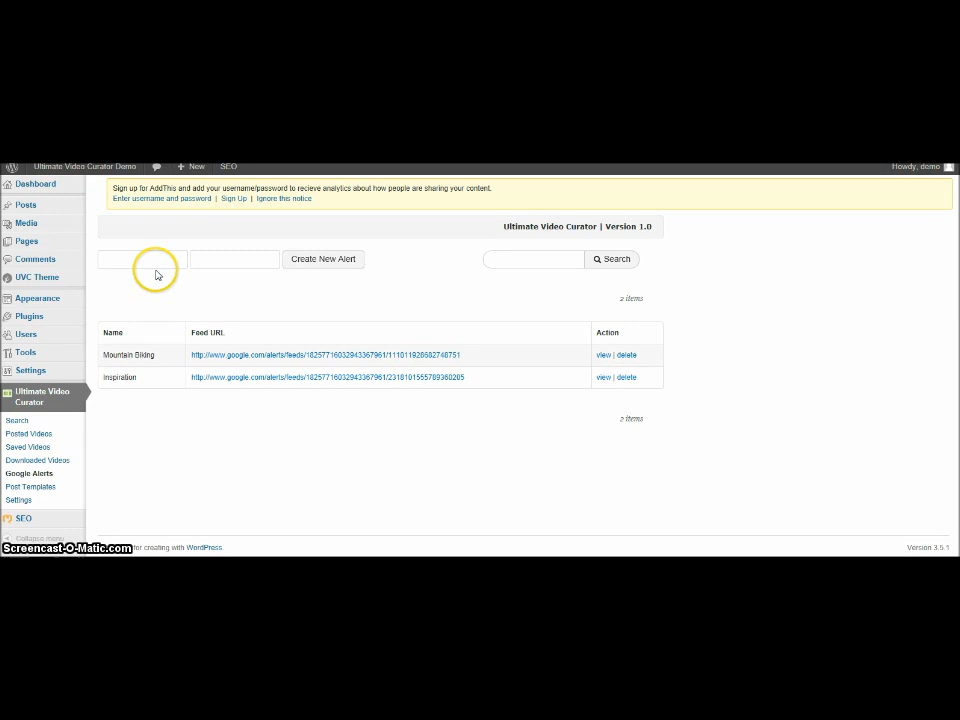 Ultimate Video Curator Demo + New SEO Howdy, demo
Dashboard
Posts
Media
Pages
Comments
UVC Theme
Appearance
Plugins
Users
Tools
Settings
Ultimate Video
Curator
Search
Posted Videos
Saved Videos
Downloaded Videos
Google Alerts
Post Templates
Settings
SEO
Collapse menu
Sign up for AddThis and add your username/password to recieve analytics about how people are sharing your content.
Enter username and password | Sign Up | Ignore this notice
Ultimate Video Curator | Version 1.0
Create New Alert Search
2 items
Name Feed URL Action
Mountain Biking http://www.google.com/alerts/feeds/18257716032943367961/111011928682748751 view | delete
Inspiration http://www.google.com/alerts/feeds/18257716032943367961/2318101555789360205 view | delete
2 items
for creating with WordPress. Version 3.5.1
Screencast-O-Matic.com